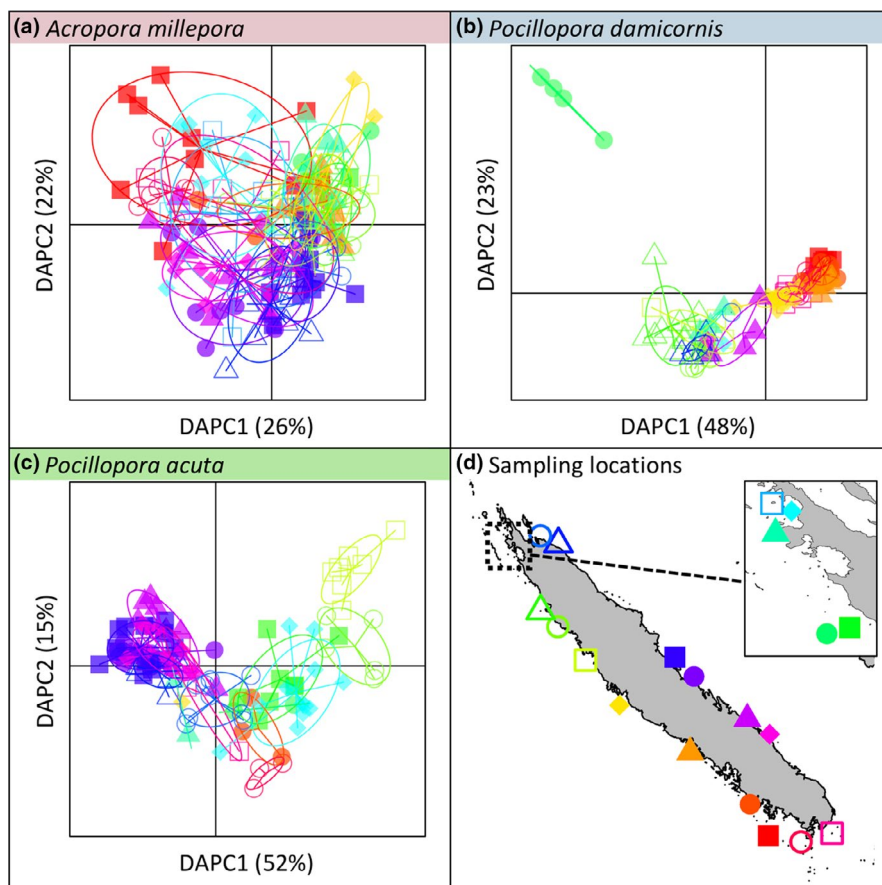 (a) Acropora millepora
DAPC2 (22%)
DAPC1 (26%)
(b) Pocillopora damicornis
DAPC2 (23%)
DAPC1 (48%)
(c) Pocillopora acuta
DAPC2 (15%)
DAPC1 (52%)
(d) Sampling locations